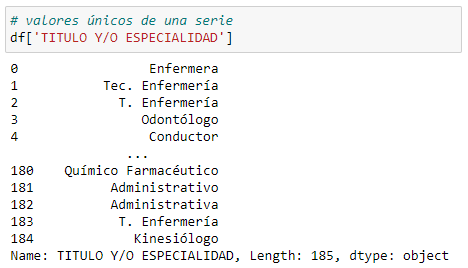 # valores únicos de una serie
df['TITULO Y/O ESPECIALIDAD']
0 Enfermera
1 Tec. Enfermería
2 T. Enfermería
3 Odontólogo
4 Conductor
...
180 Químico Farmacéutico
181 Administrativo
182 Administrativa
183 T. Enfermería
184 Kinesiólogo
Name: TITULO Y/O ESPECIALIDAD, Length: 185, dtype: object